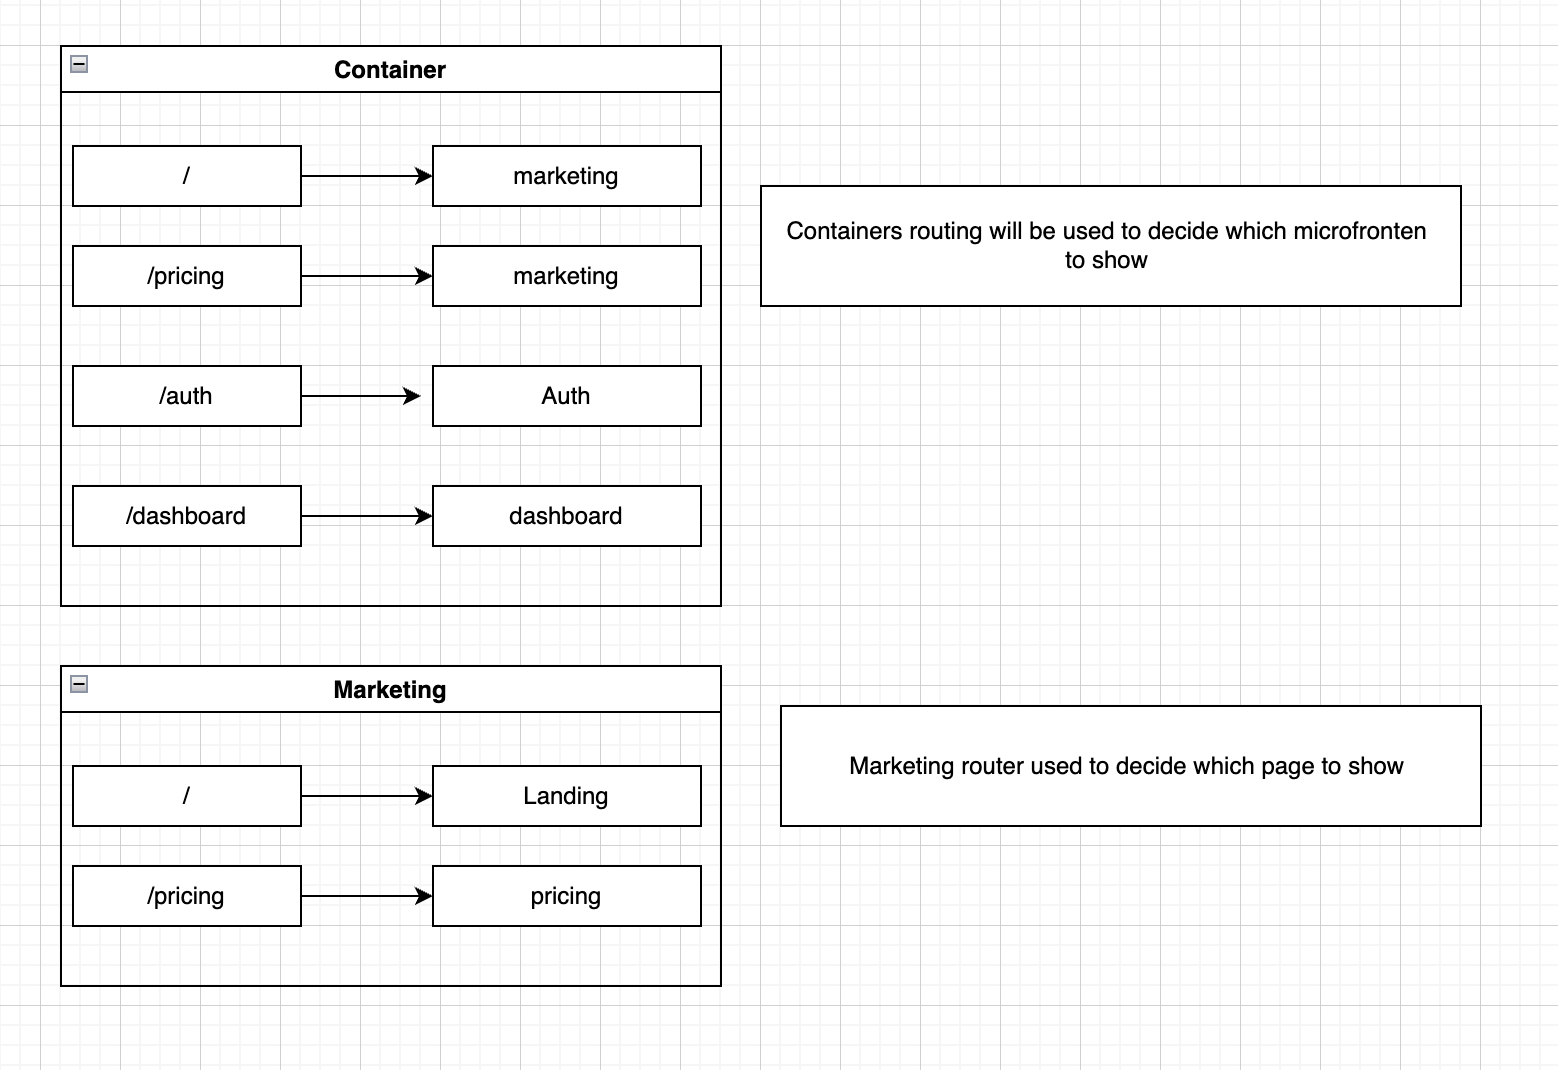 Container
/
marketing
/pricing
marketing
Containers routing will be used to decide which microfronten
to show
/auth
Auth
/dashboard
dashboard
Marketing
/
Landing
Marketing router used to decide which page to show
/pricing
pricing